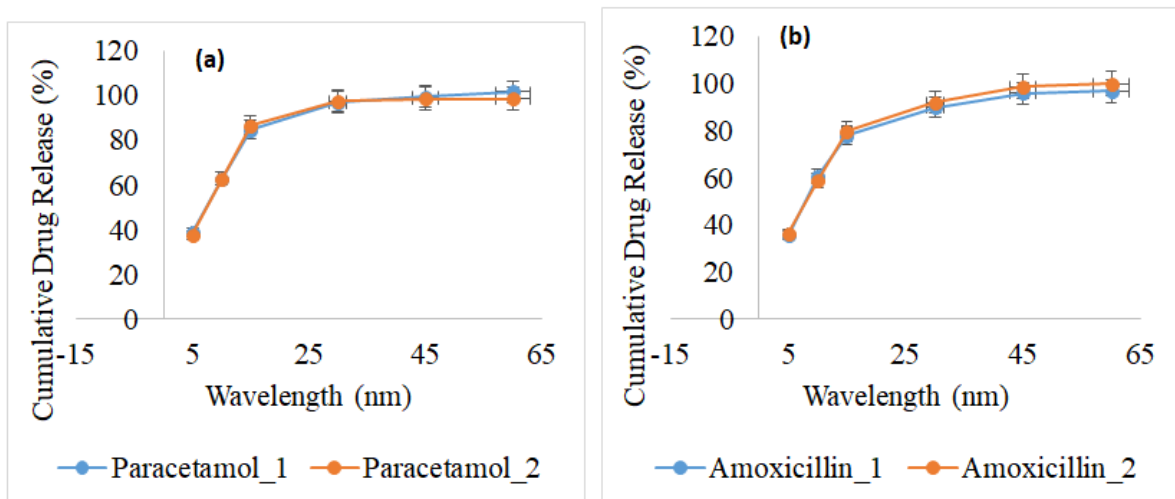 (a)
Cumulative Drug Release (%)
120
100
80
60
40
20
0
-15 5 25 45 65
Wavelength (nm)
Paracetamol_1 Paracetamol_2
(b)
Cumulative Drug Release (%)
120
100
80
60
40
20
0
-15 5 25 45 65
Wavelength (nm)
Amoxicillin_1 Amoxicillin_2